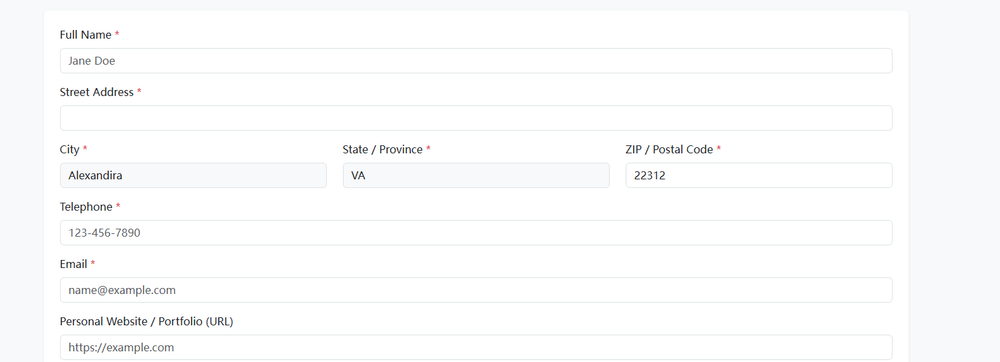 Full Name *
Jane Doe
Street Address *
City * State / Province * ZIP / Postal Code *
Alexandira VA 22312
Telephone *
123-456-7890
Email *
name@example.com
Personal Website / Portfolio (URL)
https://example.com